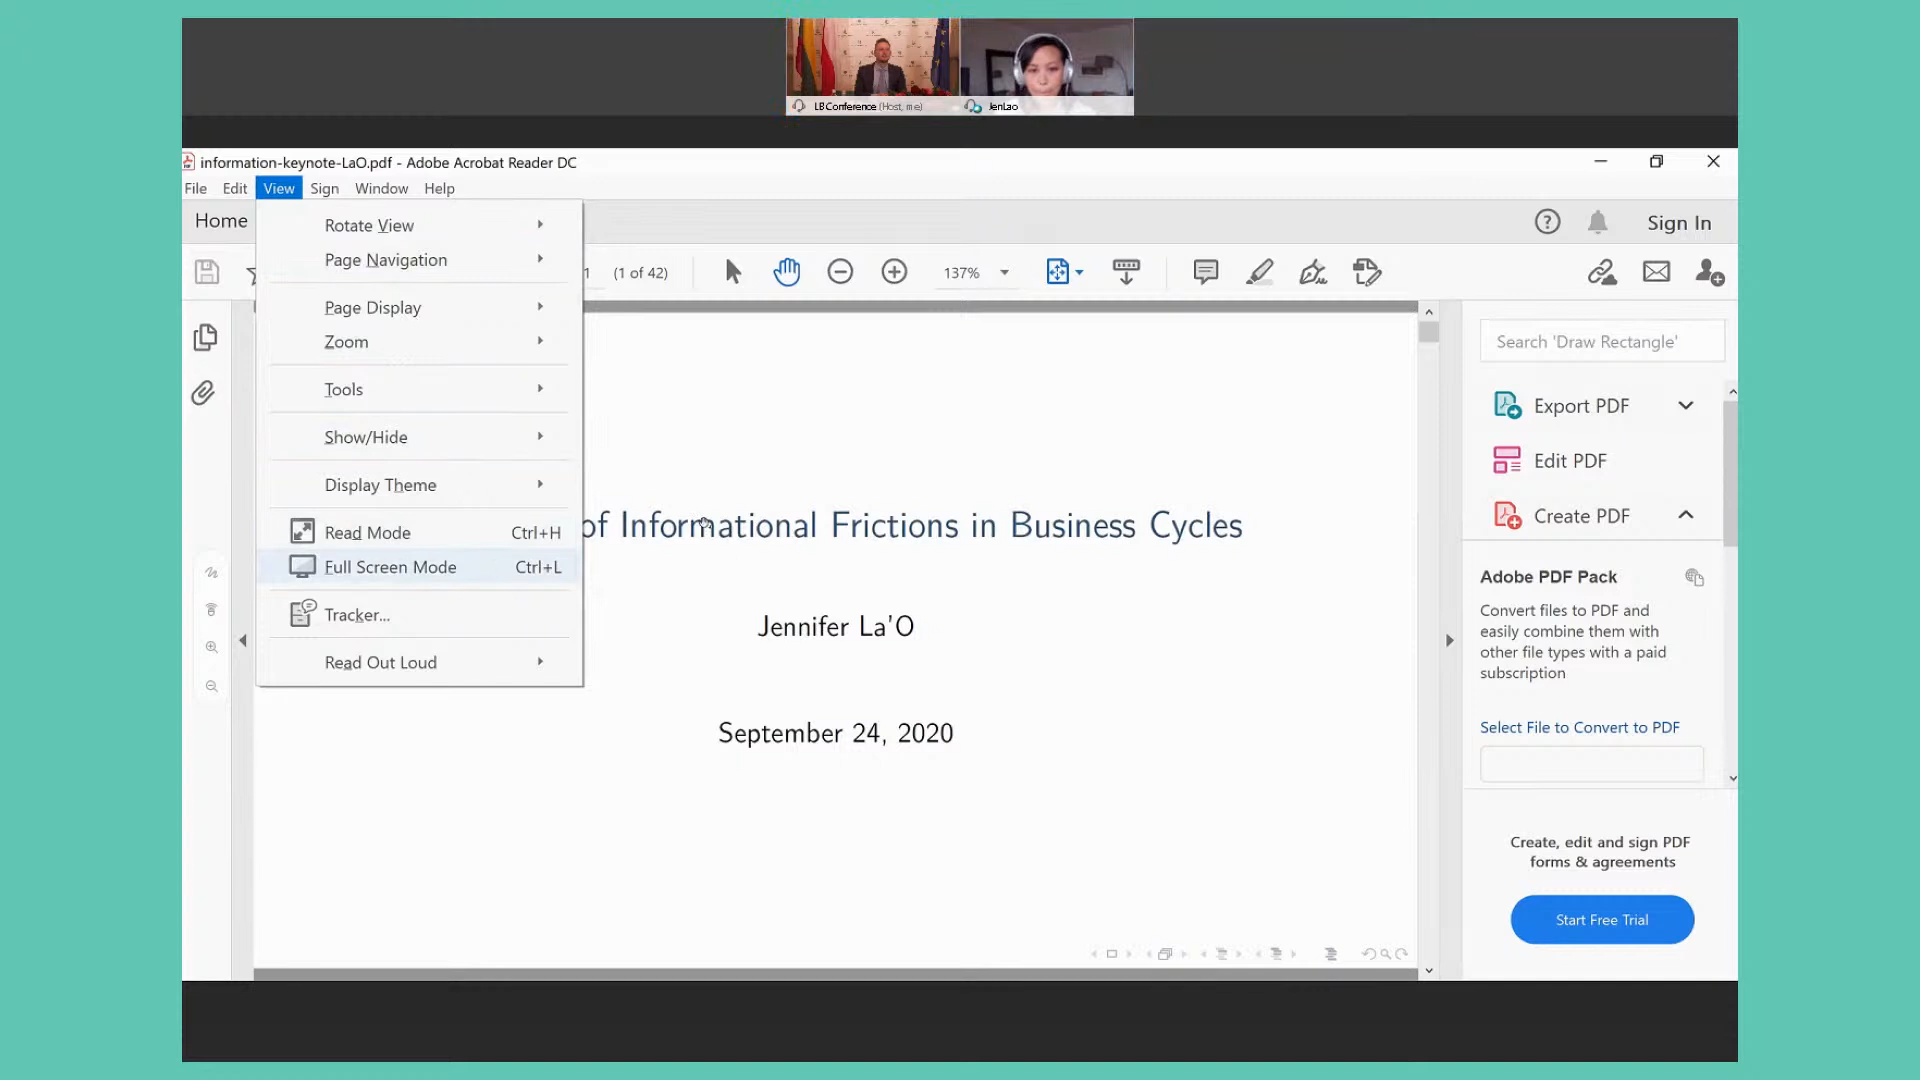 LB Conference (Host, me)
JenLao
information-keynote-LaO.pdf - Adobe Acrobat Reader DC
File Edit View Sign Window Help
Home
Sign In
1 (1 of 42)
137%
Rotate View
Page Navigation
Page Display
Zoom
Tools
Show/Hide
Display Theme
Read Mode Ctrl+H
Full Screen Mode Ctrl+L
Tracker...
Read Out Loud
of Informational Frictions in Business Cycles
Jennifer La'O
September 24, 2020
Search 'Draw Rectangle'
Export PDF
Edit PDF
Create PDF
Adobe PDF Pack
Convert files to PDF and
easily combine them with
other file types with a paid
subscription
Select File to Convert to PDF
Create, edit and sign PDF
forms & agreements
Start Free Trial